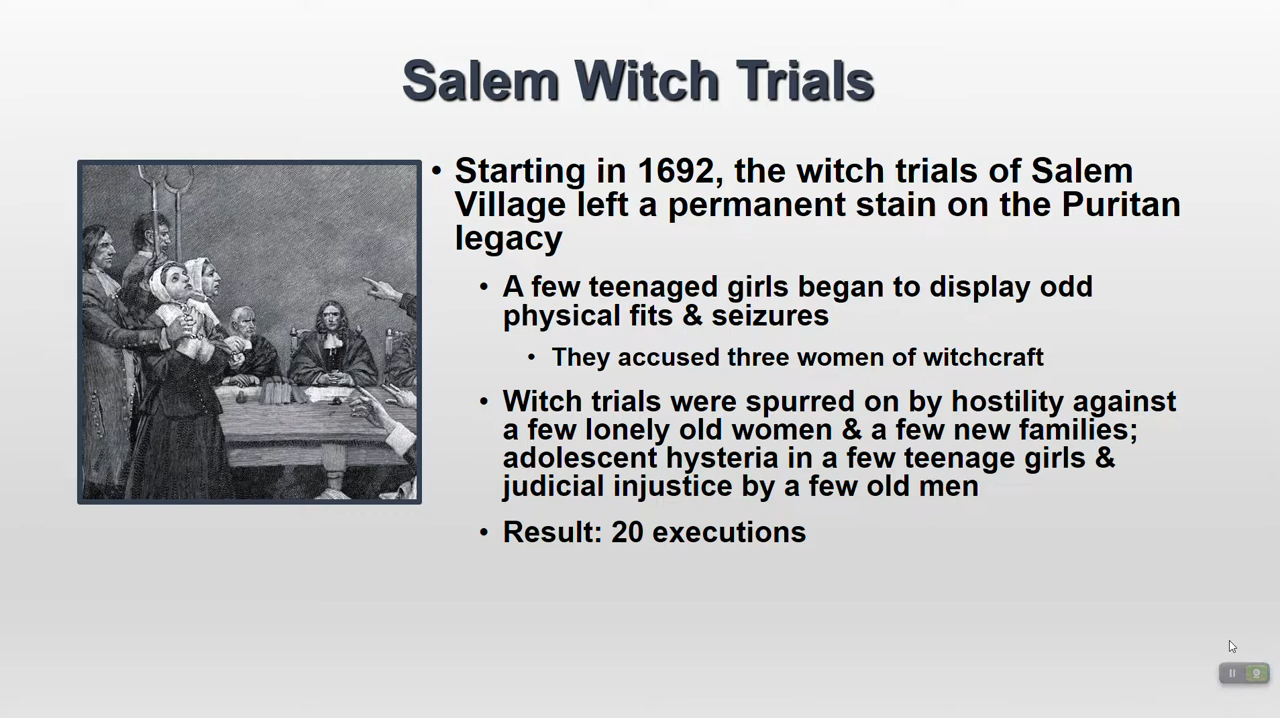 Salem Witch Trials
• Starting in 1692, the witch trials of Salem
Village left a permanent stain on the Puritan
legacy
• A few teenaged girls began to display odd
physical fits & seizures
• They accused three women of witchcraft
• Witch trials were spurred on by hostility against
a few lonely old women & a few new families;
adolescent hysteria in a few teenage girls &
judicial injustice by a few old men
• Result: 20 executions